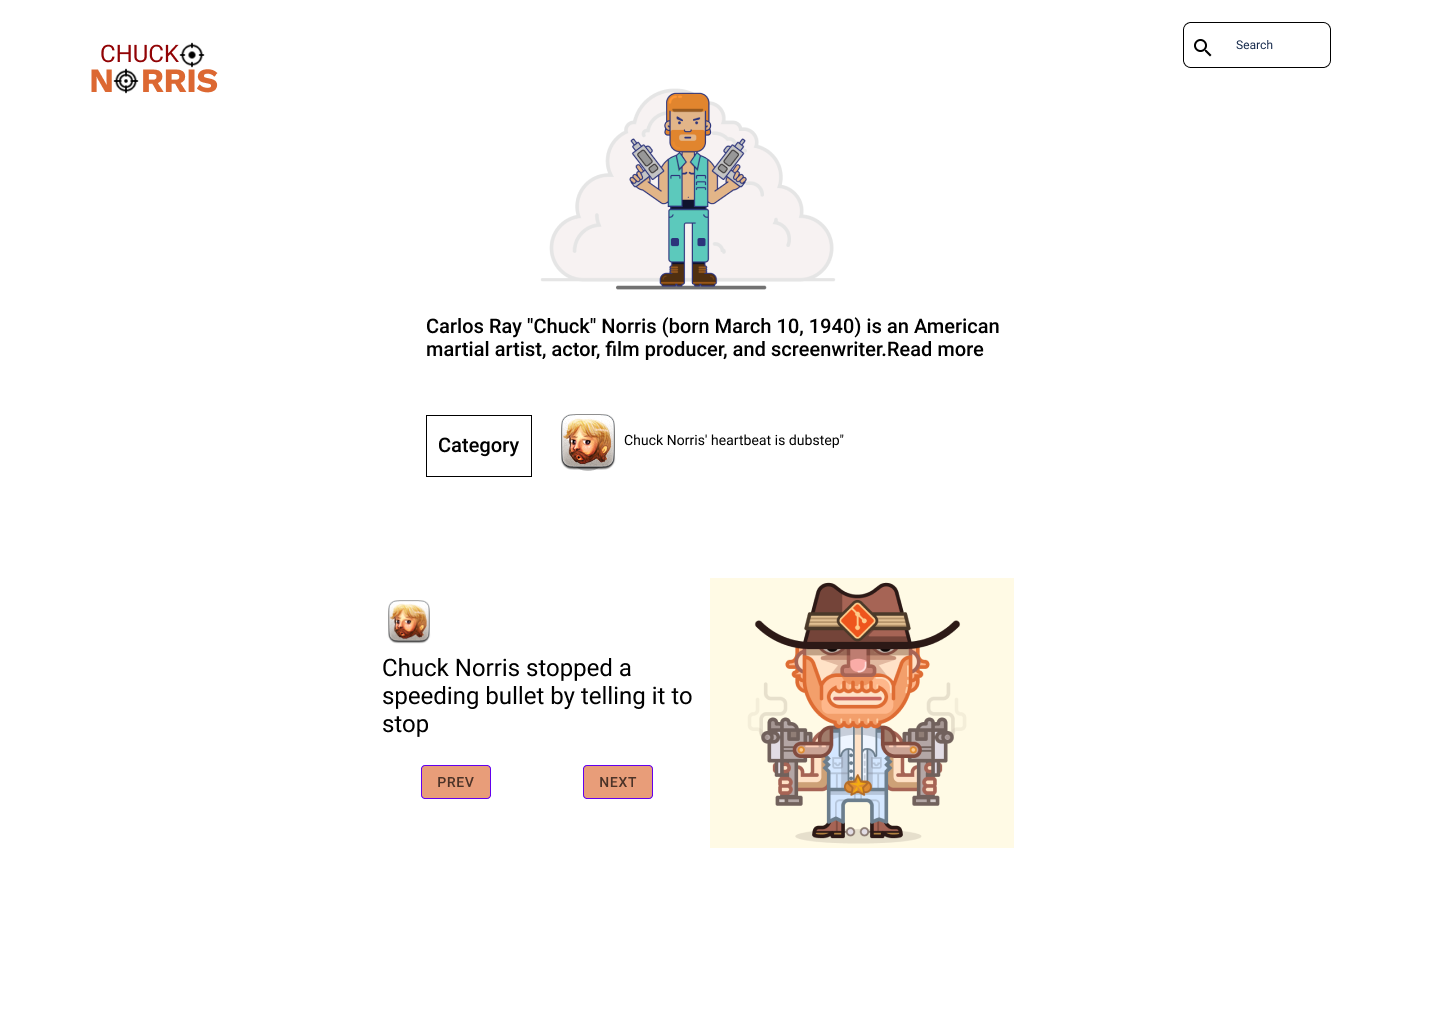 CHUCK
NORRIS
Search
Carlos Ray "Chuck" Norris (born March 10, 1940) is an American
martial artist, actor, film producer, and screenwriter.Read more
Category
Chuck Norris' heartbeat is dubstep"
Chuck Norris stopped a
speeding bullet by telling it to
stop
PREV
NEXT